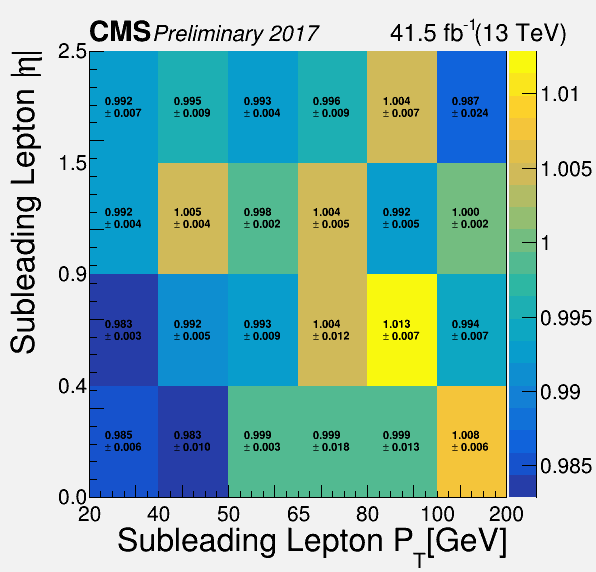 CMS Preliminary 2017 41.5 fb⁻¹(13 TeV)
Subleading Lepton |η|
2.5
1.5
0.9
0.4
0.0
0.992 0.995 0.993 0.996 1.004 0.987
± 0.007 ± 0.009 ± 0.004 ± 0.009 ± 0.007 ± 0.024
0.992 1.005 0.998 1.004 0.992 1.000
± 0.004 ± 0.004 ± 0.002 ± 0.005 ± 0.005 ± 0.002
0.983 0.992 0.993 1.004 1.013 0.994
± 0.003 ± 0.005 ± 0.009 ± 0.012 ± 0.007 ± 0.007
0.985 0.983 0.999 0.999 0.999 1.008
± 0.006 ± 0.010 ± 0.003 ± 0.018 ± 0.013 ± 0.006
20 40 50 65 80 100 200
Subleading Lepton P_T[GeV]
1.01
1.005
1
0.995
0.99
0.985